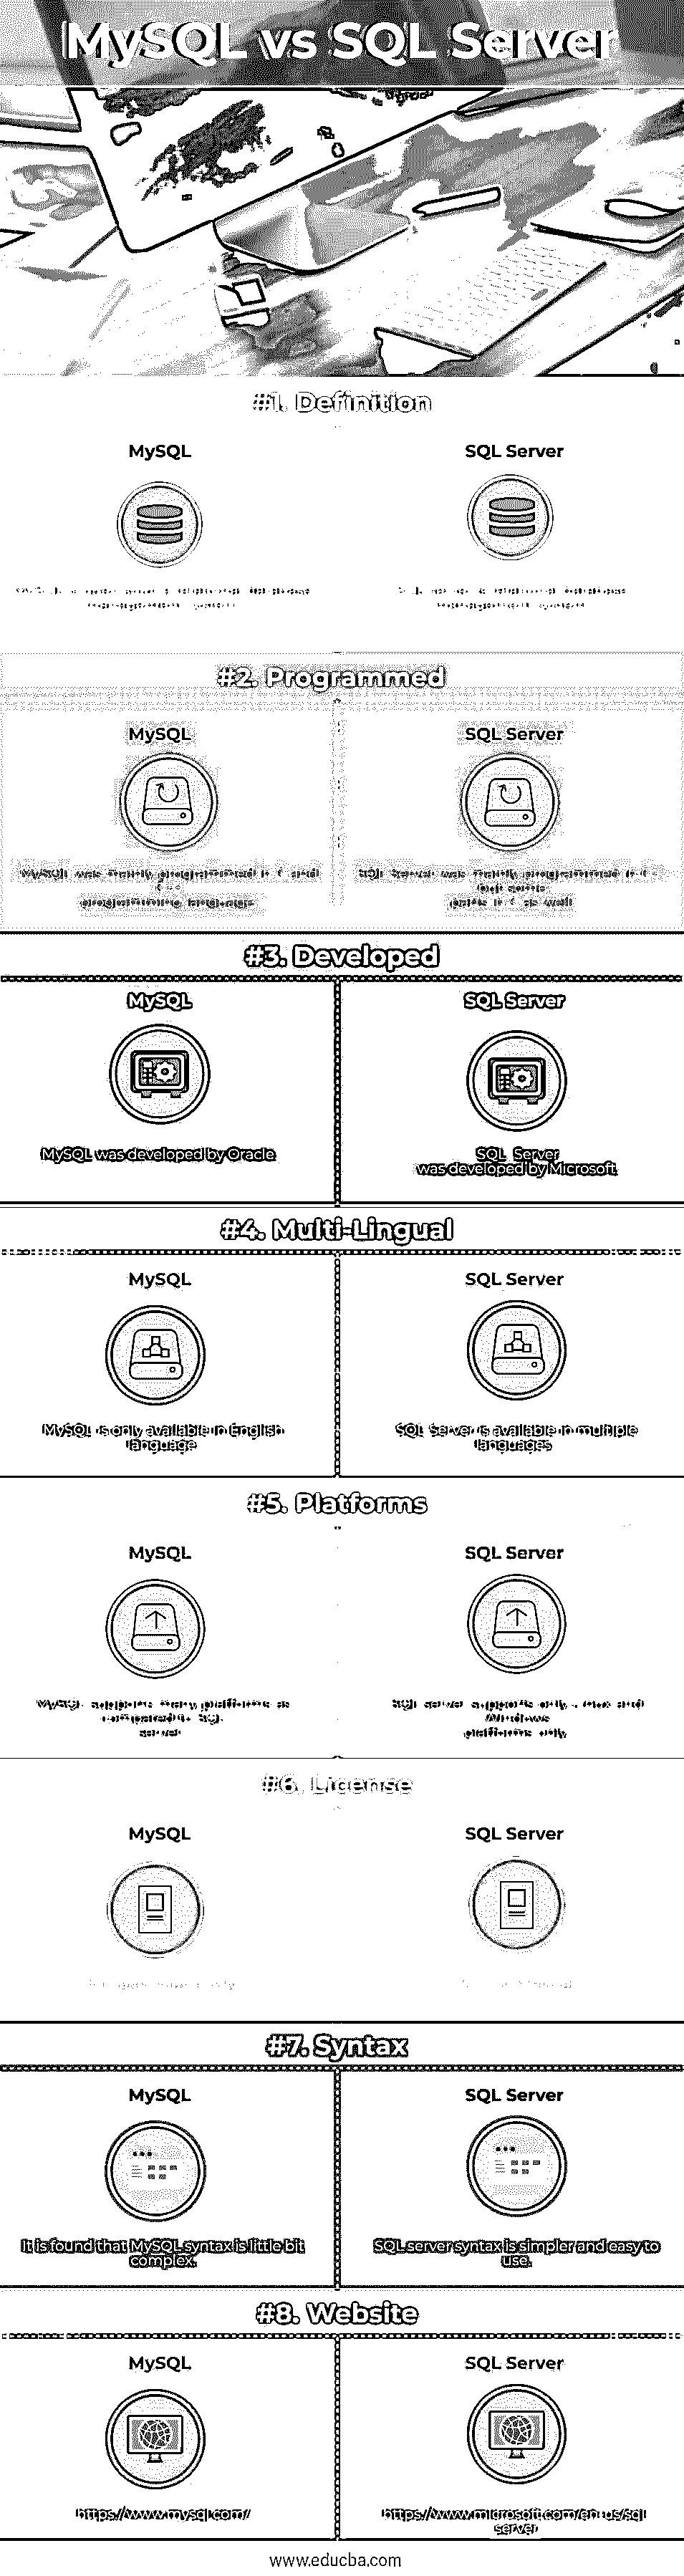 MySQL vs SQL Server
#1. Definition
MySQL
SQL Server
#2. Programmed
MySQL
SQL Server
MySQL was mainly programmed in C and
programming language
SQL Server was mainly programmed in C++
but some
parts in C as well
#3. Developed
MySQL
SQL Server
MySQL was developed by Oracle
SQL Server
was developed by Microsoft
#4. Multi-Lingual
MySQL
SQL Server
MySQL is only available in English
language
SQL Server is available in multiple
languages
#5. Platforms
MySQL
SQL Server
MySQL supports many platforms as
compared to SQL
server
SQL server supports only Linux and
Windows
platforms only
#6. License
MySQL
SQL Server
#7. Syntax
MySQL
SQL Server
It is found that MySQL syntax is little bit
complex.
SQL server syntax is simpler and easy to
use.
#8. Website
MySQL
SQL Server
https://www.mysql.com/
https://www.microsoft.com/en-us/sql
server
www.educba.com